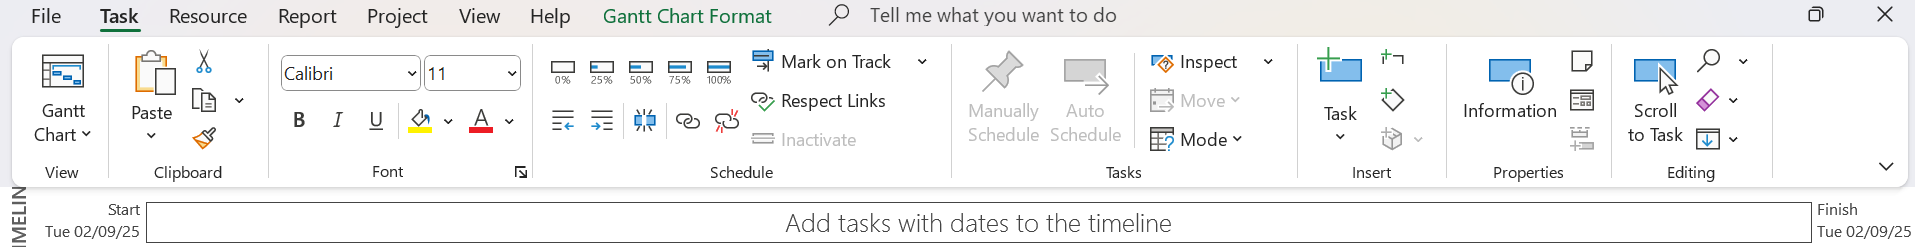 File Task Resource Report Project View Help Gantt Chart Format Tell me what you want to do
Gantt
Chart
View
Paste
Clipboard
Calibri 11
B I U A
Font
0% 25% 50% 75% 100%
Mark on Track
Respect Links
Inactivate
Schedule
Manually
Schedule
Auto
Schedule
Inspect
Move
Mode
Tasks
Task
Insert
Information
Properties
Scroll
to Task
Editing
Start
Tue 02/09/25
Add tasks with dates to the timeline
Finish
Tue 02/09/25